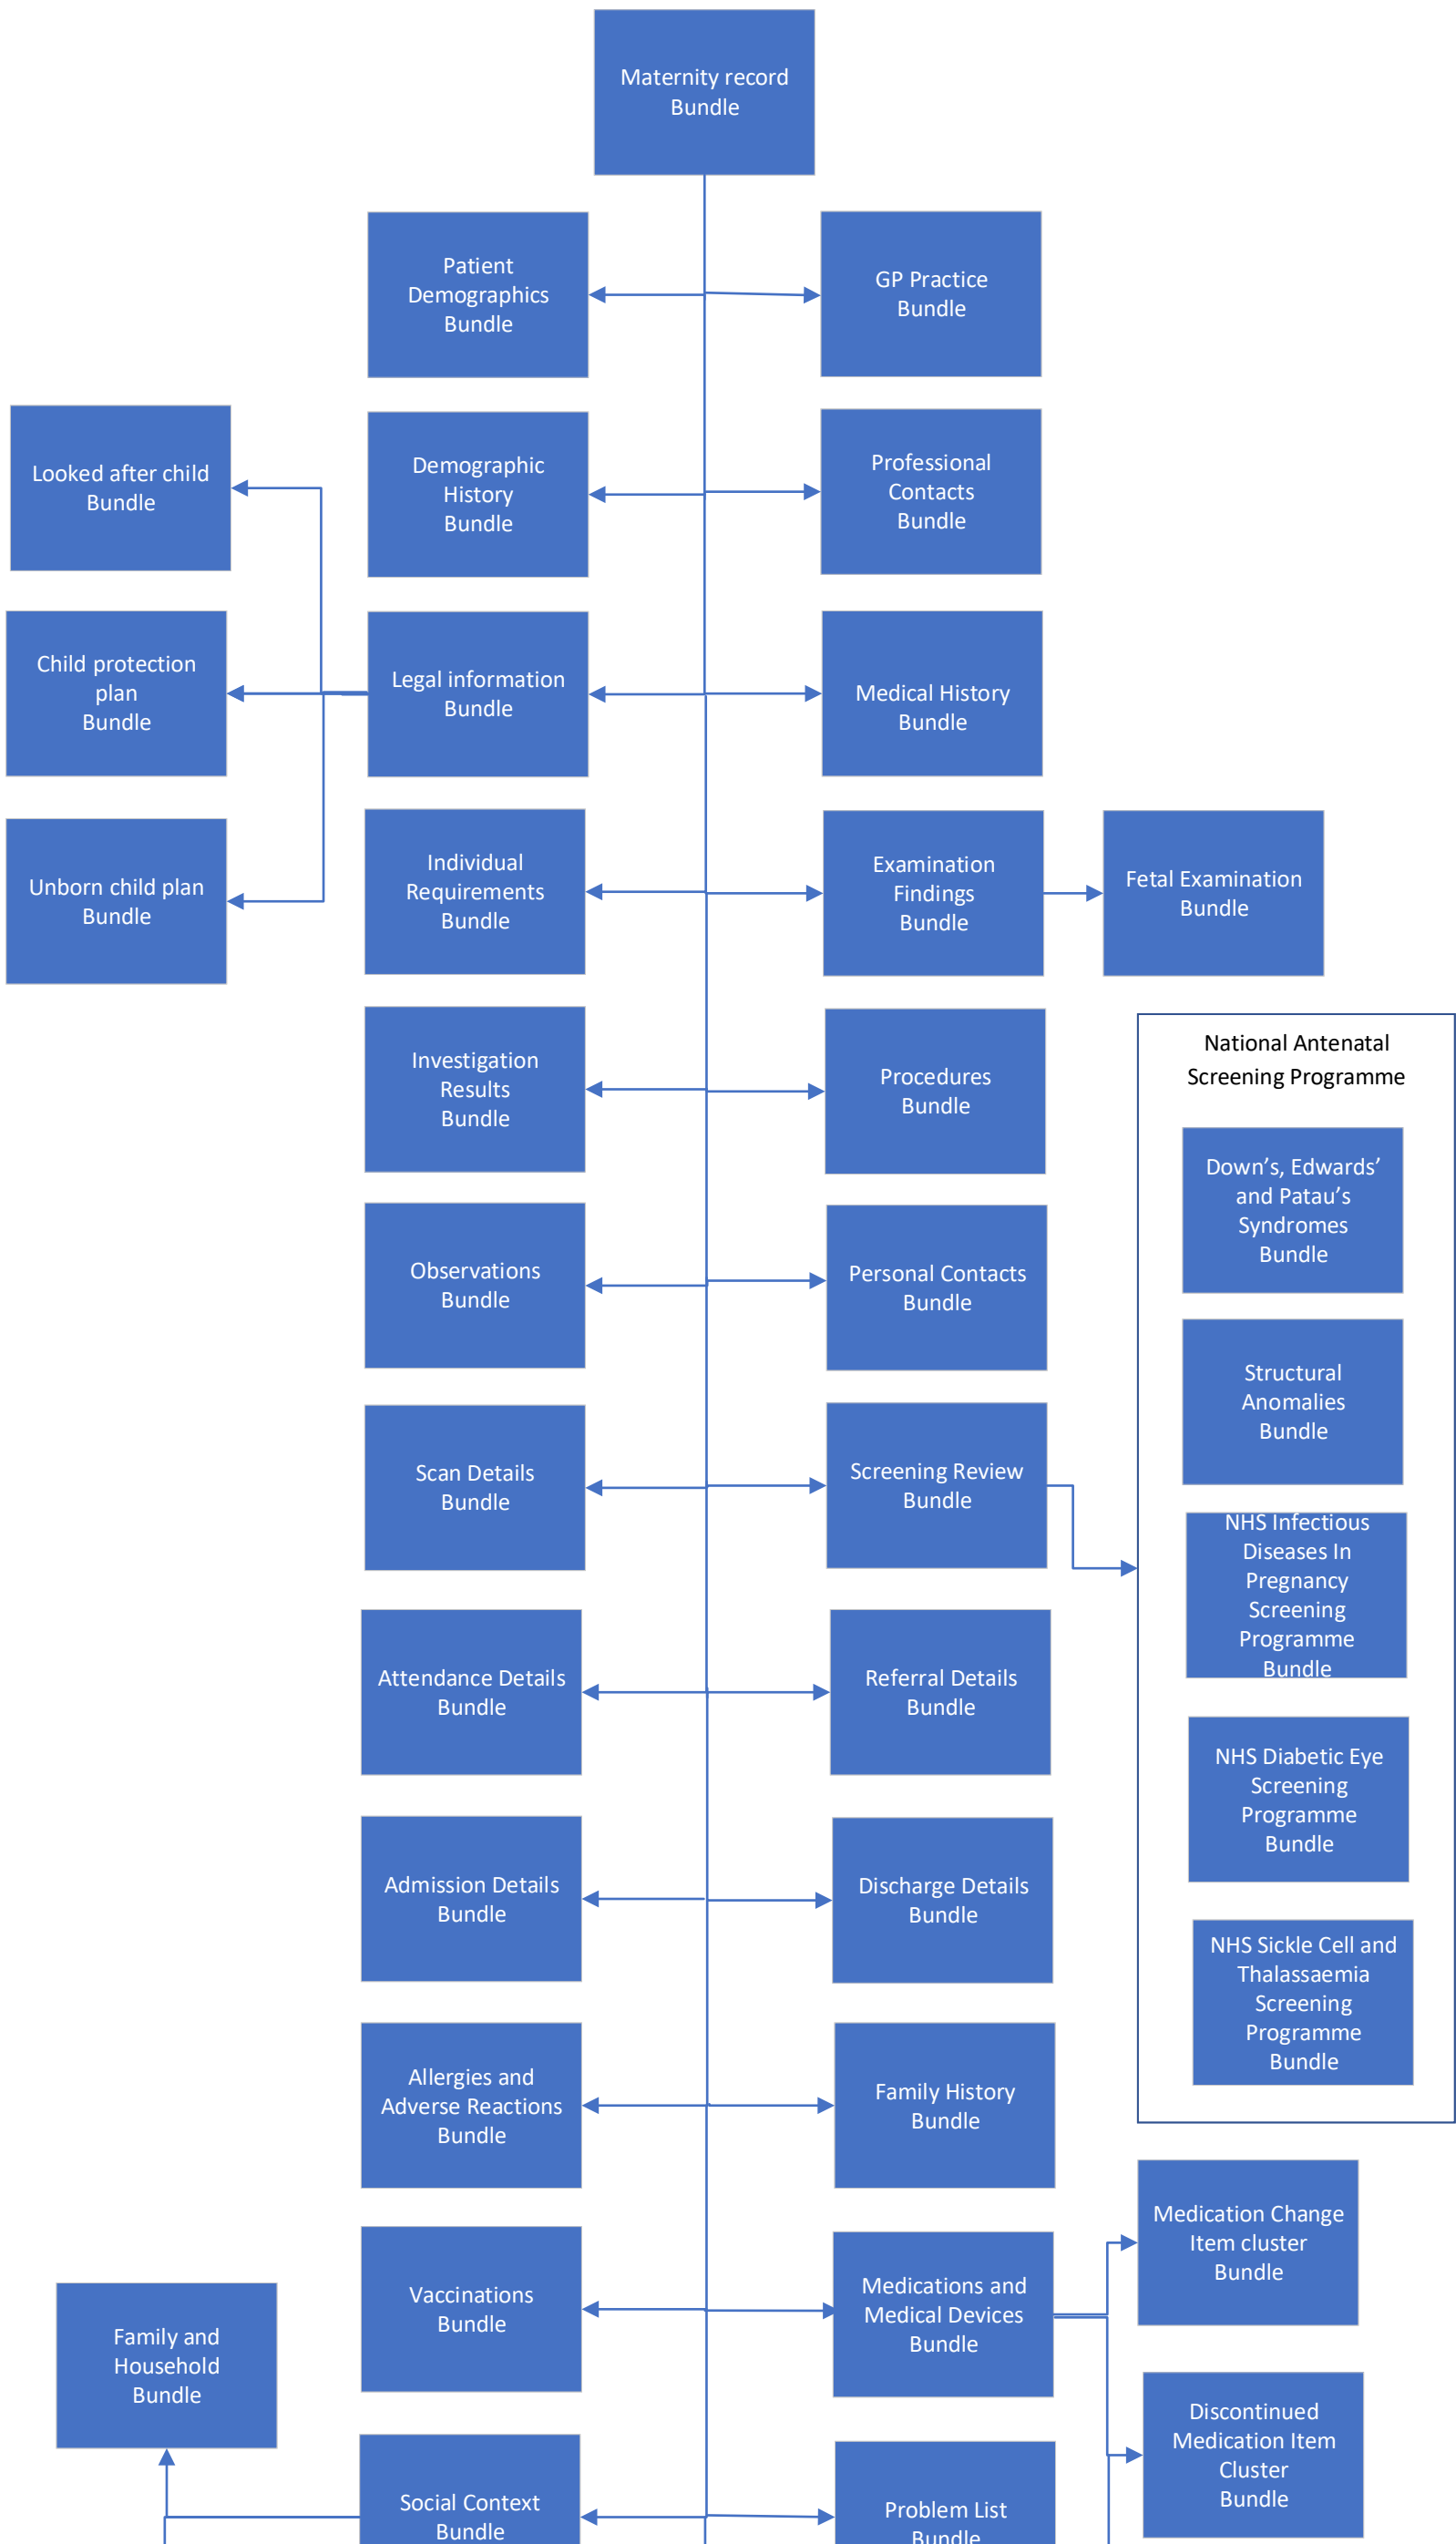 Maternity record
Bundle
Patient
Demographics
Bundle
GP Practice
Bundle
Looked after child
Bundle
Demographic
History
Bundle
Professional
Contacts
Bundle
Child protection
plan
Bundle
Legal information
Bundle
Medical History
Bundle
Unborn child plan
Bundle
Individual
Requirements
Bundle
Examination
Findings
Bundle
Fetal Examination
Bundle
Investigation
Results
Bundle
Procedures
Bundle
National Antenatal
Screening Programme
Down’s, Edwards’
and Patau’s
Syndromes
Bundle
Observations
Bundle
Personal Contacts
Bundle
Structural
Anomalies
Bundle
Scan Details
Bundle
Screening Review
Bundle
NHS Infectious
Diseases In
Pregnancy
Screening
Programme
Bundle
Attendance Details
Bundle
Referral Details
Bundle
NHS Diabetic Eye
Screening
Programme
Bundle
Admission Details
Bundle
Discharge Details
Bundle
NHS Sickle Cell and
Thalassaemia
Screening
Programme
Bundle
Allergies and
Adverse Reactions
Bundle
Family History
Bundle
Medication Change
Item cluster
Bundle
Vaccinations
Bundle
Medications and
Medical Devices
Bundle
Family and
Household
Bundle
Discontinued
Medication Item
Cluster
Bundle
Social Context
Bundle
Problem List
Bundle